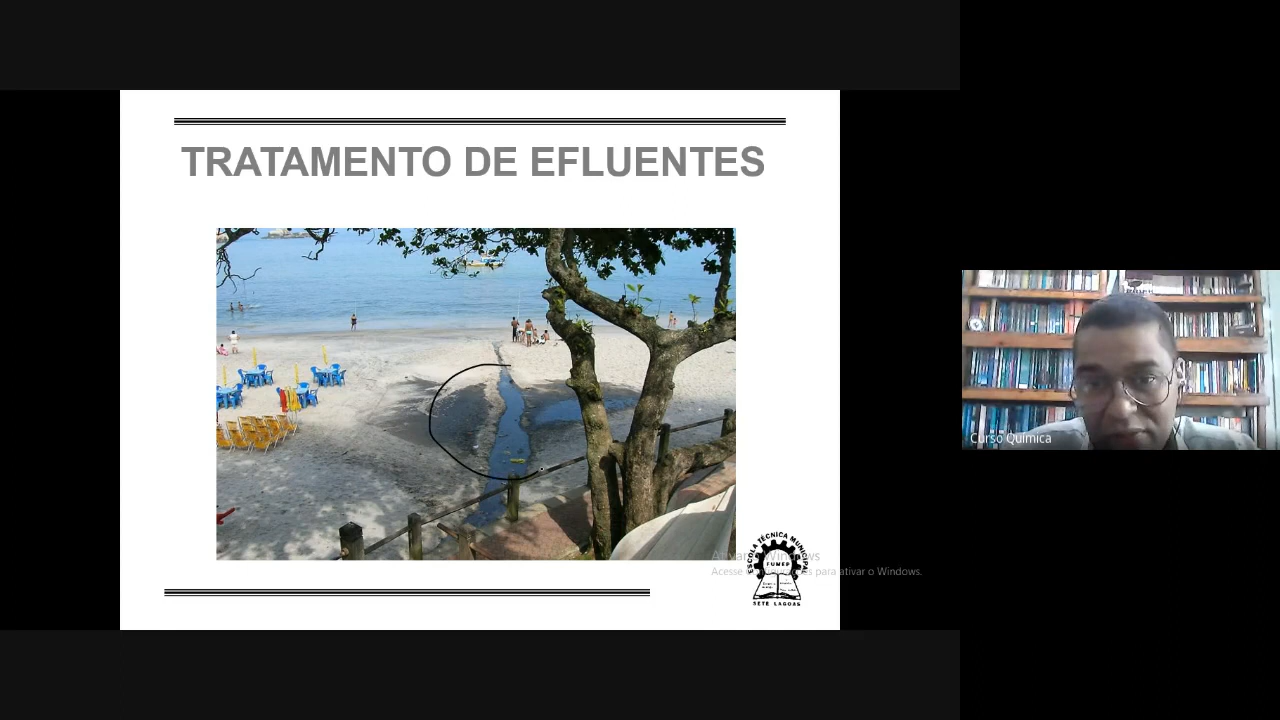 TRATAMENTO DE EFLUENTES
ESCOLA TÉCNICA MUNICIPAL
FUMEP
SETE LAGOAS
para ativar o Windows.
Curso Química